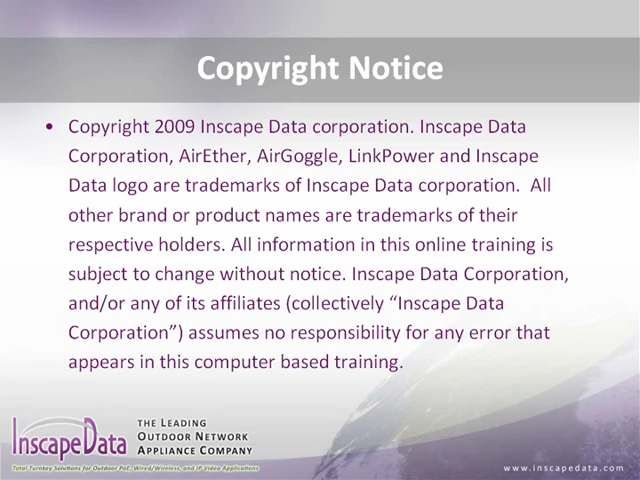 Copyright Notice
• Copyright 2009 Inscape Data corporation. Inscape Data
Corporation, AirEther, AirGoggle, LinkPower and Inscape
Data logo are trademarks of Inscape Data corporation.  All
other brand or product names are trademarks of their
respective holders. All information in this online training is
subject to change without notice. Inscape Data Corporation,
and/or any of its affiliates (collectively “Inscape Data
Corporation”) assumes no responsibility for any error that
appears in this computer based training.
InscapeData
THE LEADING
OUTDOOR NETWORK
APPLIANCE COMPANY
Total Turnkey Solutions for Outdoor PoE, Wired/Wireless, and IP Video Applications
www.inscapedata.com